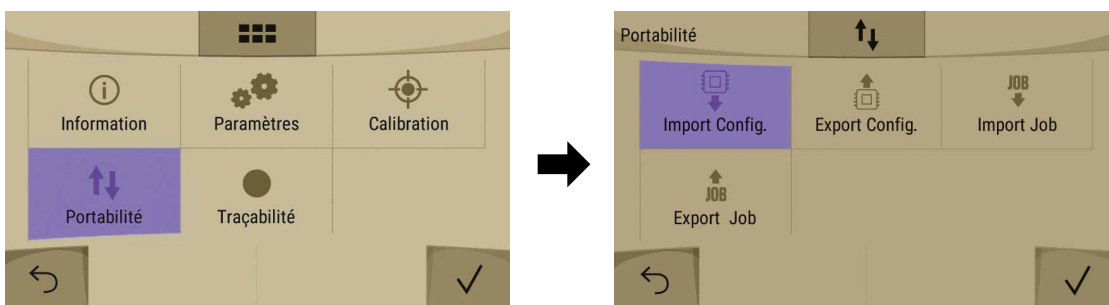 Information Paramètres Calibration
Portabilité Traçabilité
Portabilité
JOB
Import Config. Export Config. Import Job
JOB
Export Job